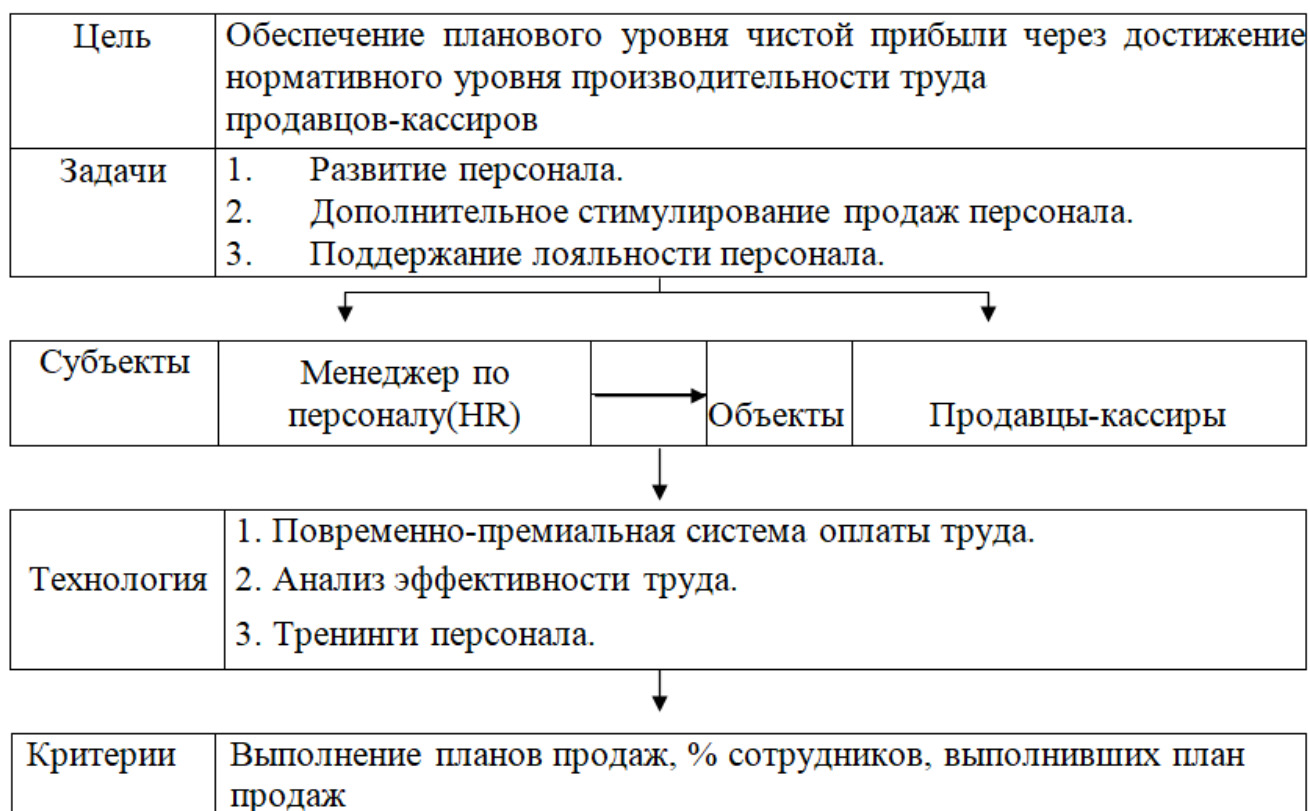 Цель
Обеспечение планового уровня чистой прибыли через достижение
нормативного уровня производительности труда
продавцов-кассиров
Задачи
1. Развитие персонала.
2. Дополнительное стимулирование продаж персонала.
3. Поддержание лояльности персонала.
Субъекты
Менеджер по
персоналу(HR)
Объекты
Продавцы-кассиры
Технология
1. Повременно-премиальная система оплаты труда.
2. Анализ эффективности труда.
3. Тренинги персонала.
Критерии
Выполнение планов продаж, % сотрудников, выполнивших план
продаж